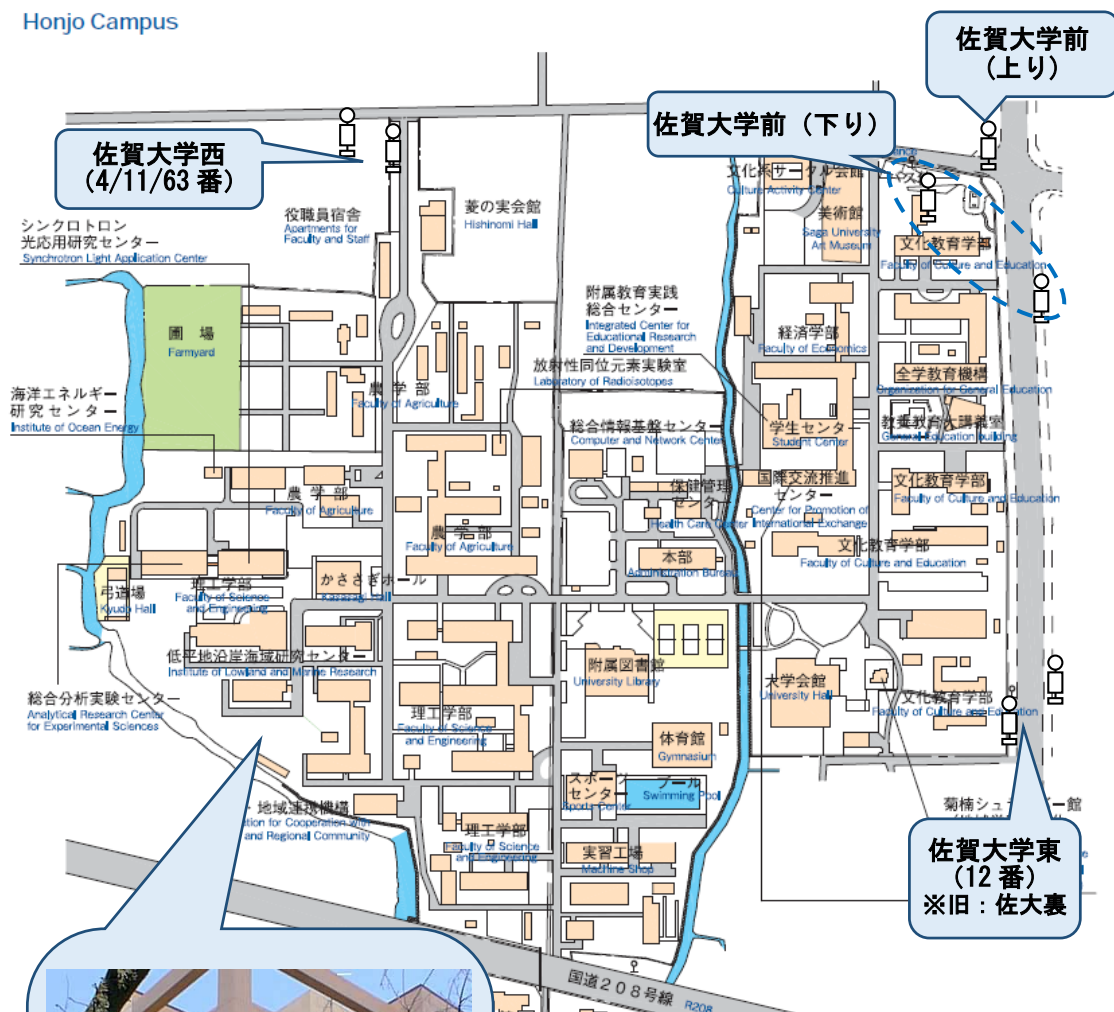 Honjo Campus
佐賀大学前
(上り)
佐賀大学前（下り）
佐賀大学西
(4/11/63 番)
文化系サークル会館
Culture Activity Center
バス
美術館
Saga University
Art Museum
役職員宿舎
Apartments for
Faculty and Staff
菱の実会館
Hishinomi Hall
シンクロトロン
光応用研究センター
Synchrotron Light Application Center
文化教育学部
Faculty of Culture and Education
附属教育実践
総合センター
Integrated Center for
Educational Research
and Development
圃場
Farmyard
経済学部
Faculty of Economics
放射性同位元素実験室
Laboratory of Radioisotopes
全学教育機構
Organization for General Education
農学部
Faculty of Agriculture
海洋エネルギー
研究センター
Institute of Ocean Energy
総合情報基盤センター
Computer and Network Center
学生センター
Student Center
教養教育大講義室
General Education building
国際交流推進
センター
Center for Promotion of
International Exchange
文化教育学部
Faculty of Culture and Education
保健管理
センター
Health Care Center
農学部
Faculty of Agriculture
農学部
Faculty of Agriculture
文化教育学部
Faculty of Culture and Education
本部
Administration Bureau
弓道場
Kyudo Hall
理工学部
Faculty of Science
and Engineering
かささぎホール
Kasasagi Hall
低平地沿岸海域研究センター
Institute of Lowland and Marine Research
附属図書館
University Library
大学会館
University Hall
総合分析実験センター
Analytical Research Center
for Experimental Sciences
文化教育学部
Faculty of Culture and Education
理工学部
Faculty of Science
and Engineering
体育館
Gymnasium
スポーツ
センター
Sports Center
プール
Swimming Pool
地域連携機構
for Cooperation with
and Regional Community
菊楠シュ
館
理工学部
Faculty of Science
and Engineering
実習工場
Machine Shop
佐賀大学東
(12 番)
※旧：佐大裏
国道２０８号線 R208